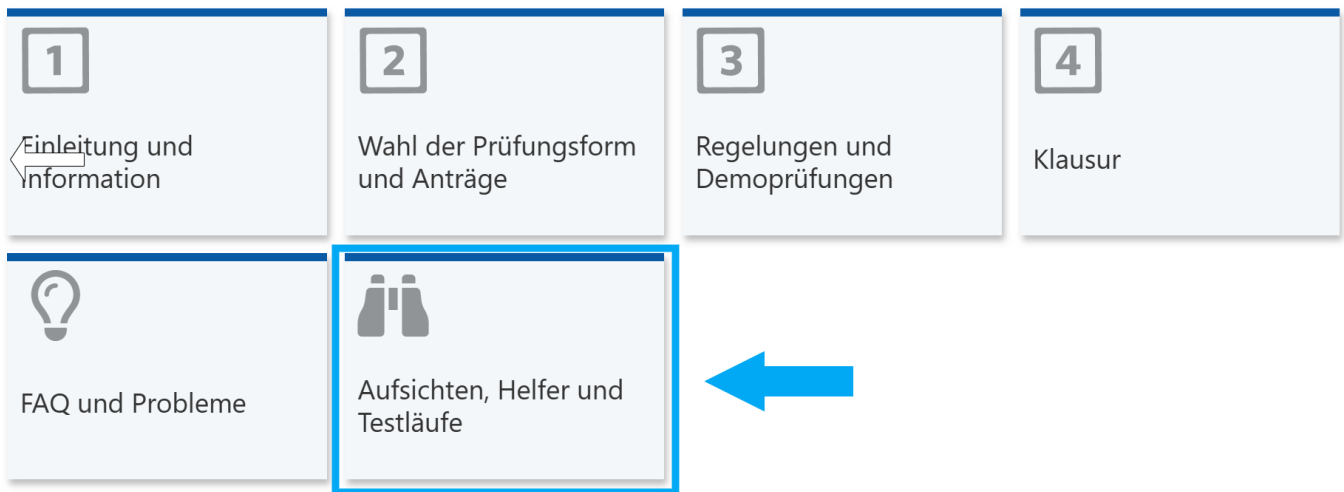 1
2
3
4
Einleitung und
Information
Wahl der Prüfungsform
und Anträge
Regelungen und
Demoprüfungen
Klausur
FAQ und Probleme
Aufsichten, Helfer und
Testläufe